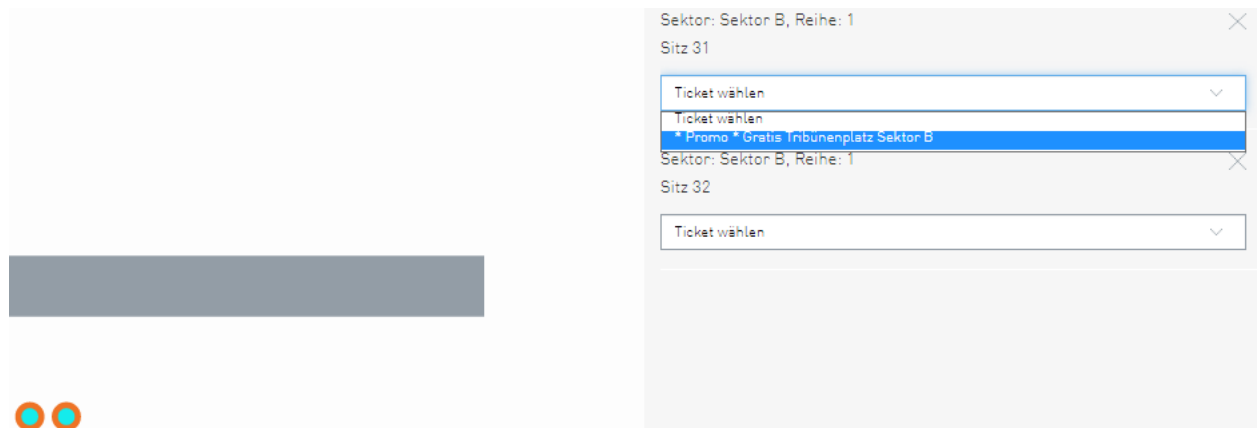 Sektor: Sektor B, Reihe: 1
Sitz 31
Ticket wählen
Ticket wählen
* Promo * Gratis Tribünenplatz Sektor B
Sektor: Sektor B, Reihe: 1
Sitz 32
Ticket wählen